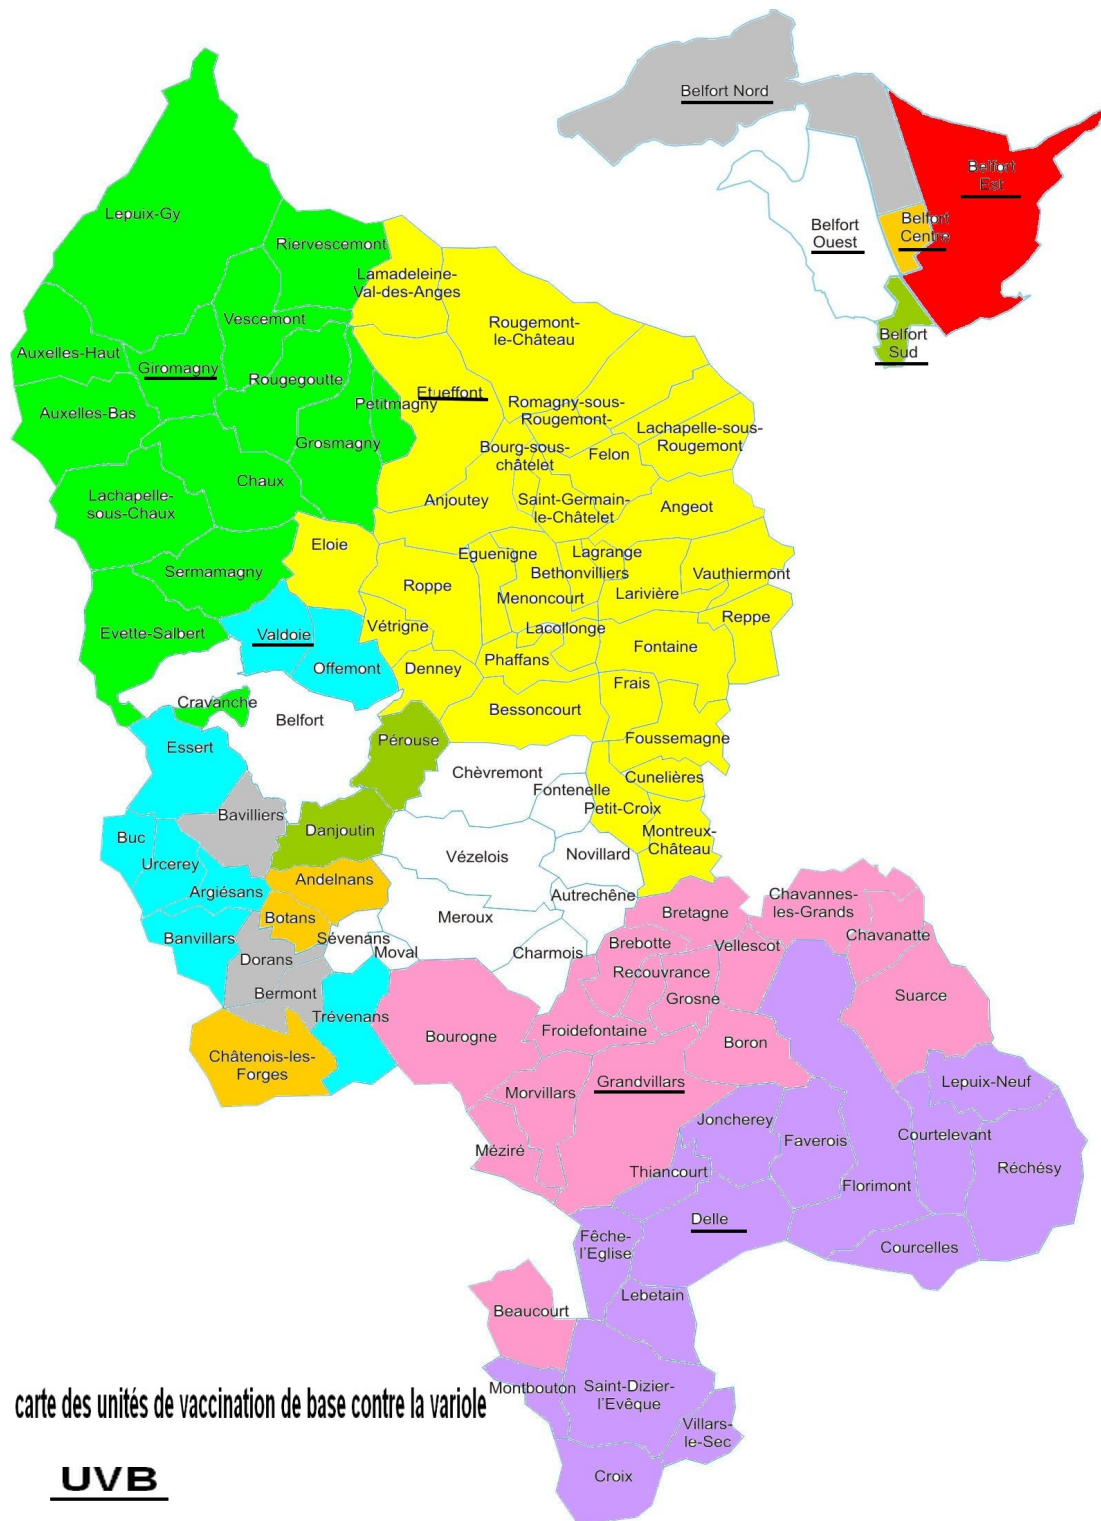 Belfort Nord
Belfort
Est
Belfort
Ouest
Belfort
Centre
Belfort
Sud
Lepuix-Gy
Riervescemont
Lamadeleine-
Val-des-Anges
Vescemont
Rougemont-
le-Château
Auxelles-Haut
Giromagny
Rougegoutte
Etueffont
Petitmagny
Auxelles-Bas
Romagny-sous-
Rougemont-
Lachapelle-sous-
Rougemont
Grosmagny
Bourg-sous-
châtelet
Felon
Chaux
Anjoutey
Lachapelle-
sous-Chaux
Saint-Germain-
le-Châtelet
Angeot
Eloie
Eguenigne
Lagrange
Sermamagny
Roppe
Bethonvilliers
Vauthiermont
Menoncourt
Larivière
Reppe
Evette-Salbert
Valdoie
Vétrigne
Lacollonge
Fontaine
Offemont
Denney
Phaffans
Frais
Cravanche
Belfort
Bessoncourt
Essert
Pérouse
Foussemagne
Chèvremont
Cunelières
Fontenelle
Bavilliers
Petit-Croix
Buc
Danjoutin
Montreux-
Château
Urcerey
Vézelois
Novillard
Argiésans
Andelnans
Autrechêne
Chavannes-
les-Grands
Botans
Meroux
Bretagne
Banvillars
Sévenans
Chavanatte
Dorans
Moval
Charmois
Brebotte
Vellescot
Recouvrance
Bermont
Grosne
Suarce
Trévenans
Bourogne
Froidefontaine
Boron
Châtenois-les-
Forges
Morvillars
Grandvillars
Lepuix-Neuf
Joncherey
Faverois
Courtelevant
Méziré
Thiancourt
Florimont
Réchésy
Delle
Fêche-
l'Eglise
Courcelles
Lebetain
Beaucourt
Montbouton
Saint-Dizier-
l'Evêque
carte des unités de vaccination de base contre la variole
Villars-
le-Sec
Croix
UVB